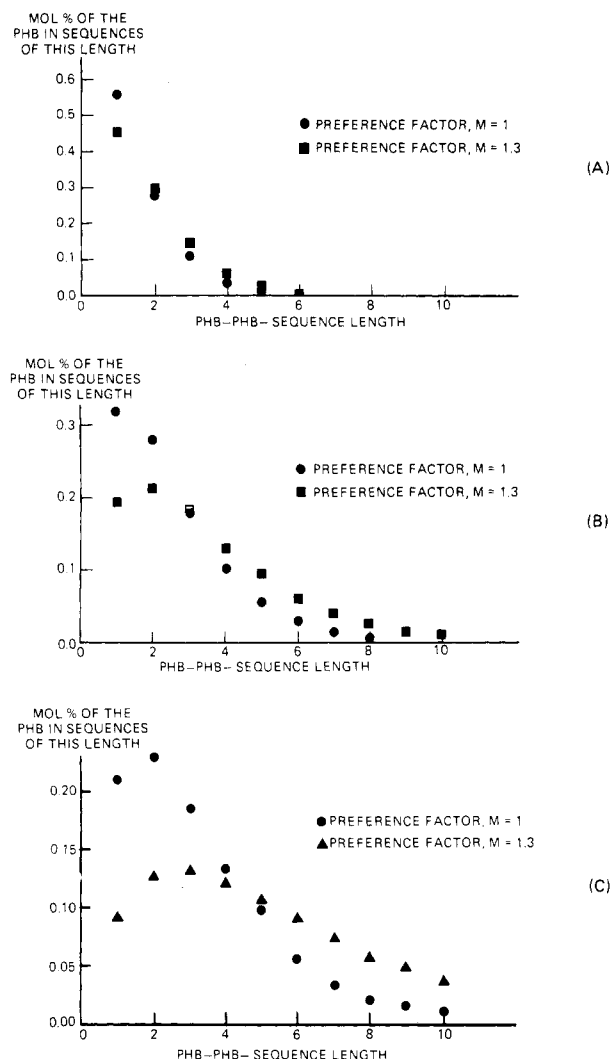 MOL % OF THE
PHB IN SEQUENCES
OF THIS LENGTH
0.6
0.5
0.4
0.3
0.2
0.1
0.0
● PREFERENCE FACTOR, M = 1
■ PREFERENCE FACTOR, M = 1.3
(A)
0 2 4 6 8 10
PHB-PHB-SEQUENCE LENGTH
MOL % OF THE
PHB IN SEQUENCES
OF THIS LENGTH
0.3
0.2
0.1
0.0
● PREFERENCE FACTOR, M = 1
■ PREFERENCE FACTOR, M = 1.3
(B)
0 2 4 6 8 10
PHB-PHB-SEQUENCE LENGTH
MOL % OF THE
PHB IN SEQUENCES
OF THIS LENGTH
0.20
0.15
0.10
0.05
0.00
● PREFERENCE FACTOR, M = 1
▲ PREFERENCE FACTOR, M = 1.3
(C)
0 2 4 6 8 10
PHB-PHB-SEQUENCE LENGTH